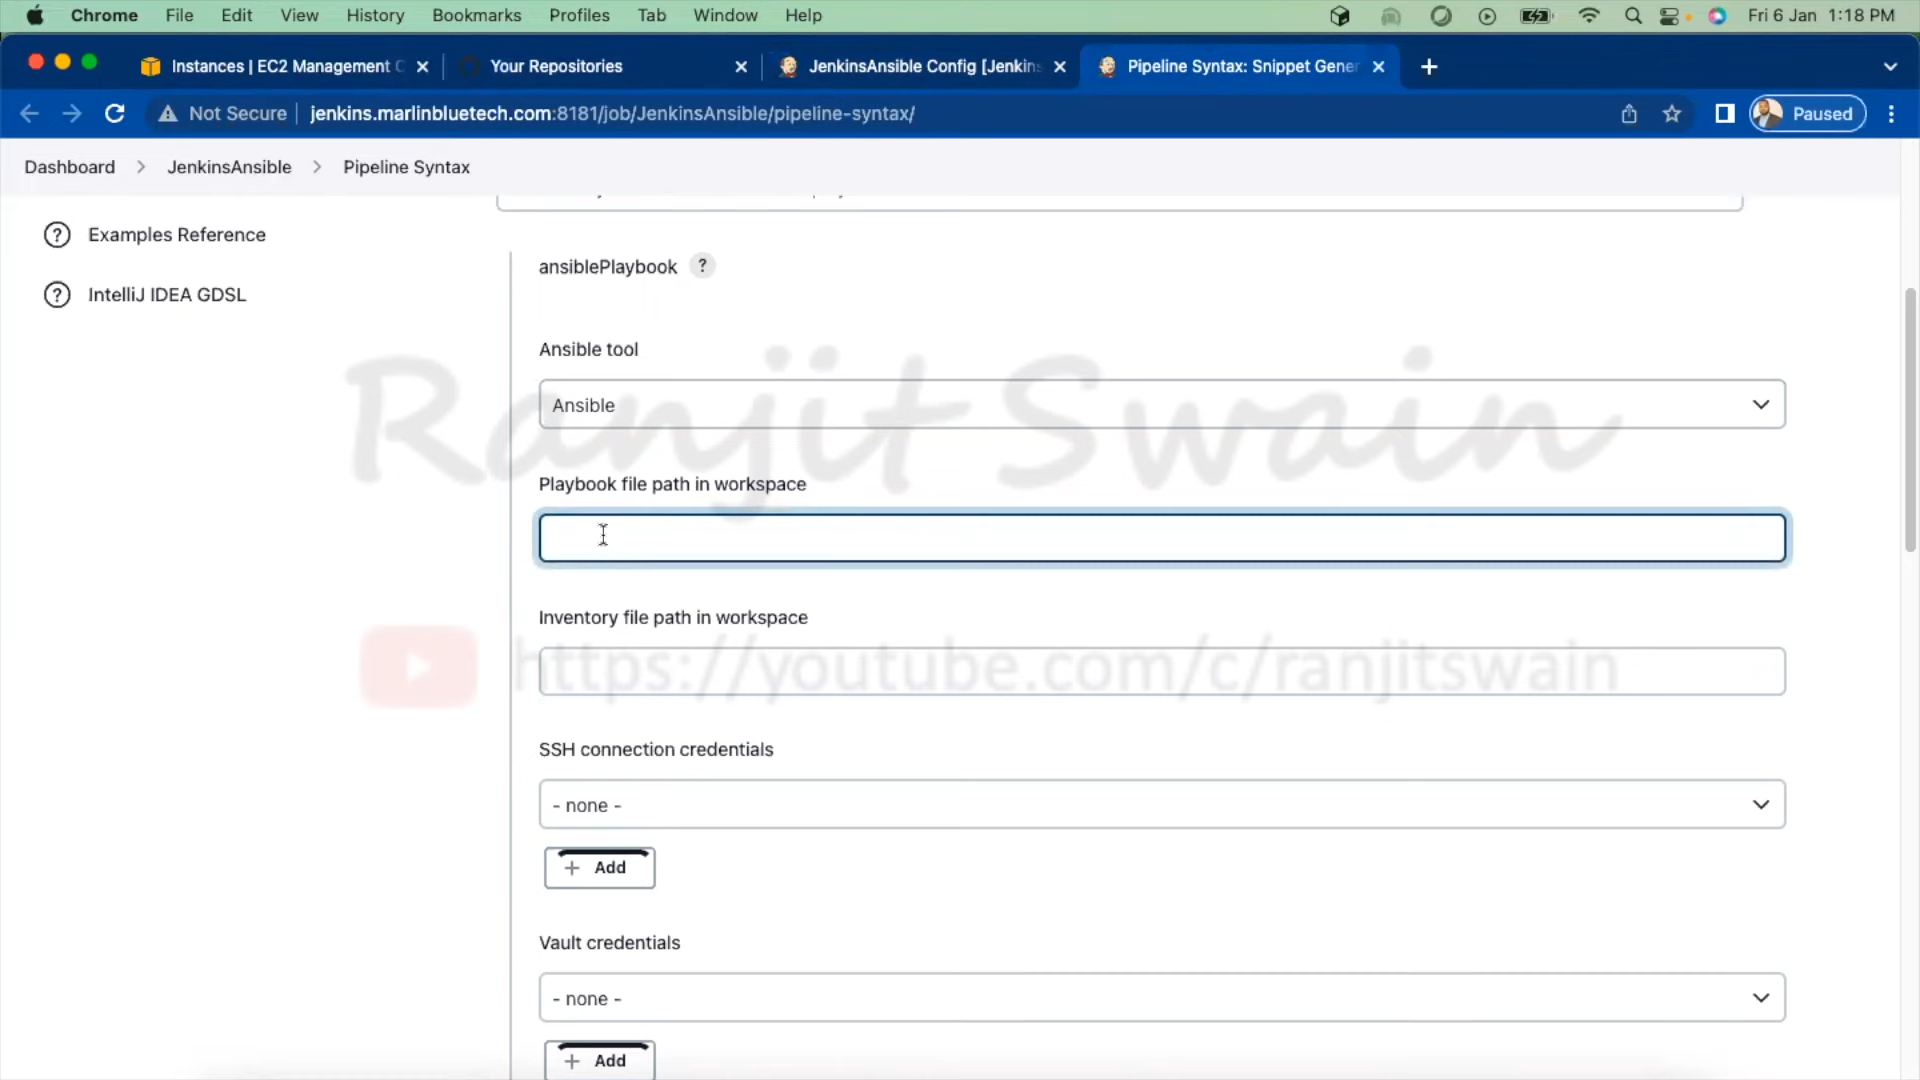 Chrome File Edit View History Bookmarks Profiles Tab Window Help Fri 6 Jan 1:18 PM
Instances | EC2 Management C Your Repositories JenkinsAnsible Config [Jenkins Pipeline Syntax: Snippet Gener
Not Secure jenkins.marlinbluetech.com:8181/job/JenkinsAnsible/pipeline-syntax/ Paused
Dashboard JenkinsAnsible Pipeline Syntax
? Examples Reference
ansiblePlaybook ?
? IntelliJ IDEA GDSL
Ansible tool
Ansible
Ranjit Swain
Playbook file path in workspace
Inventory file path in workspace
https://youtube.com/c/ranjitswain
SSH connection credentials
- none -
+ Add
Vault credentials
- none -
+ Add